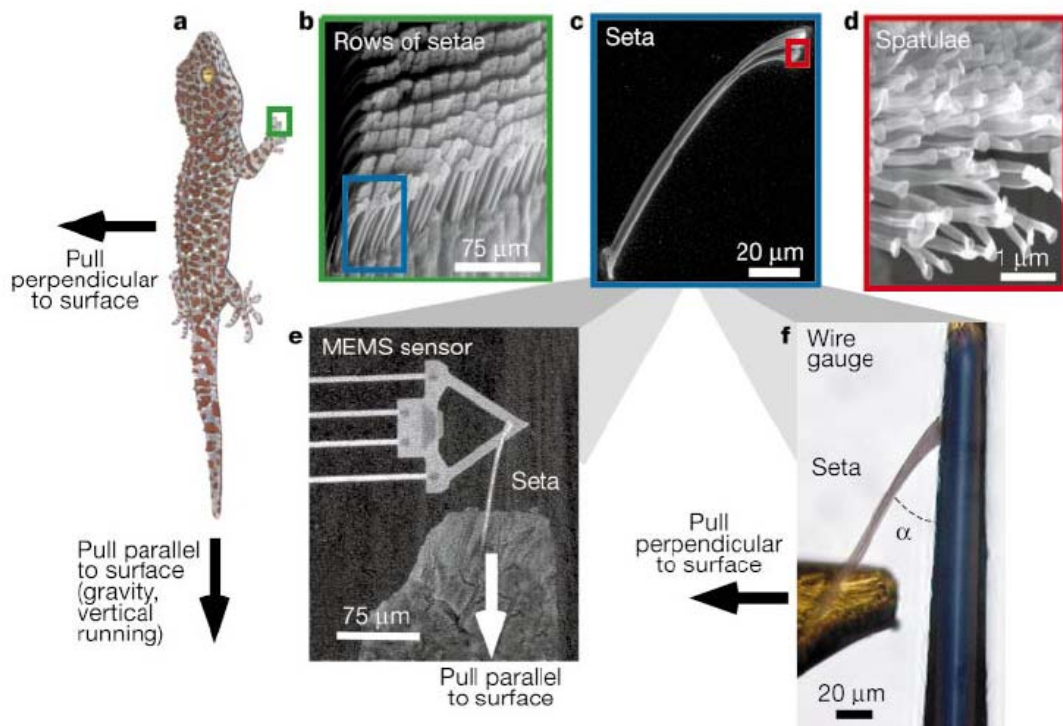 a
Pull
perpendicular
to surface
Pull parallel
to surface
(gravity,
vertical
running)
b
Rows of setae
75 μm
c
Seta
20 μm
d
Spatulae
1 μm
e
MEMS sensor
Seta
75 μm
Pull parallel
to surface
f
Wire
gauge
Seta
α
Pull
perpendicular
to surface
20 μm